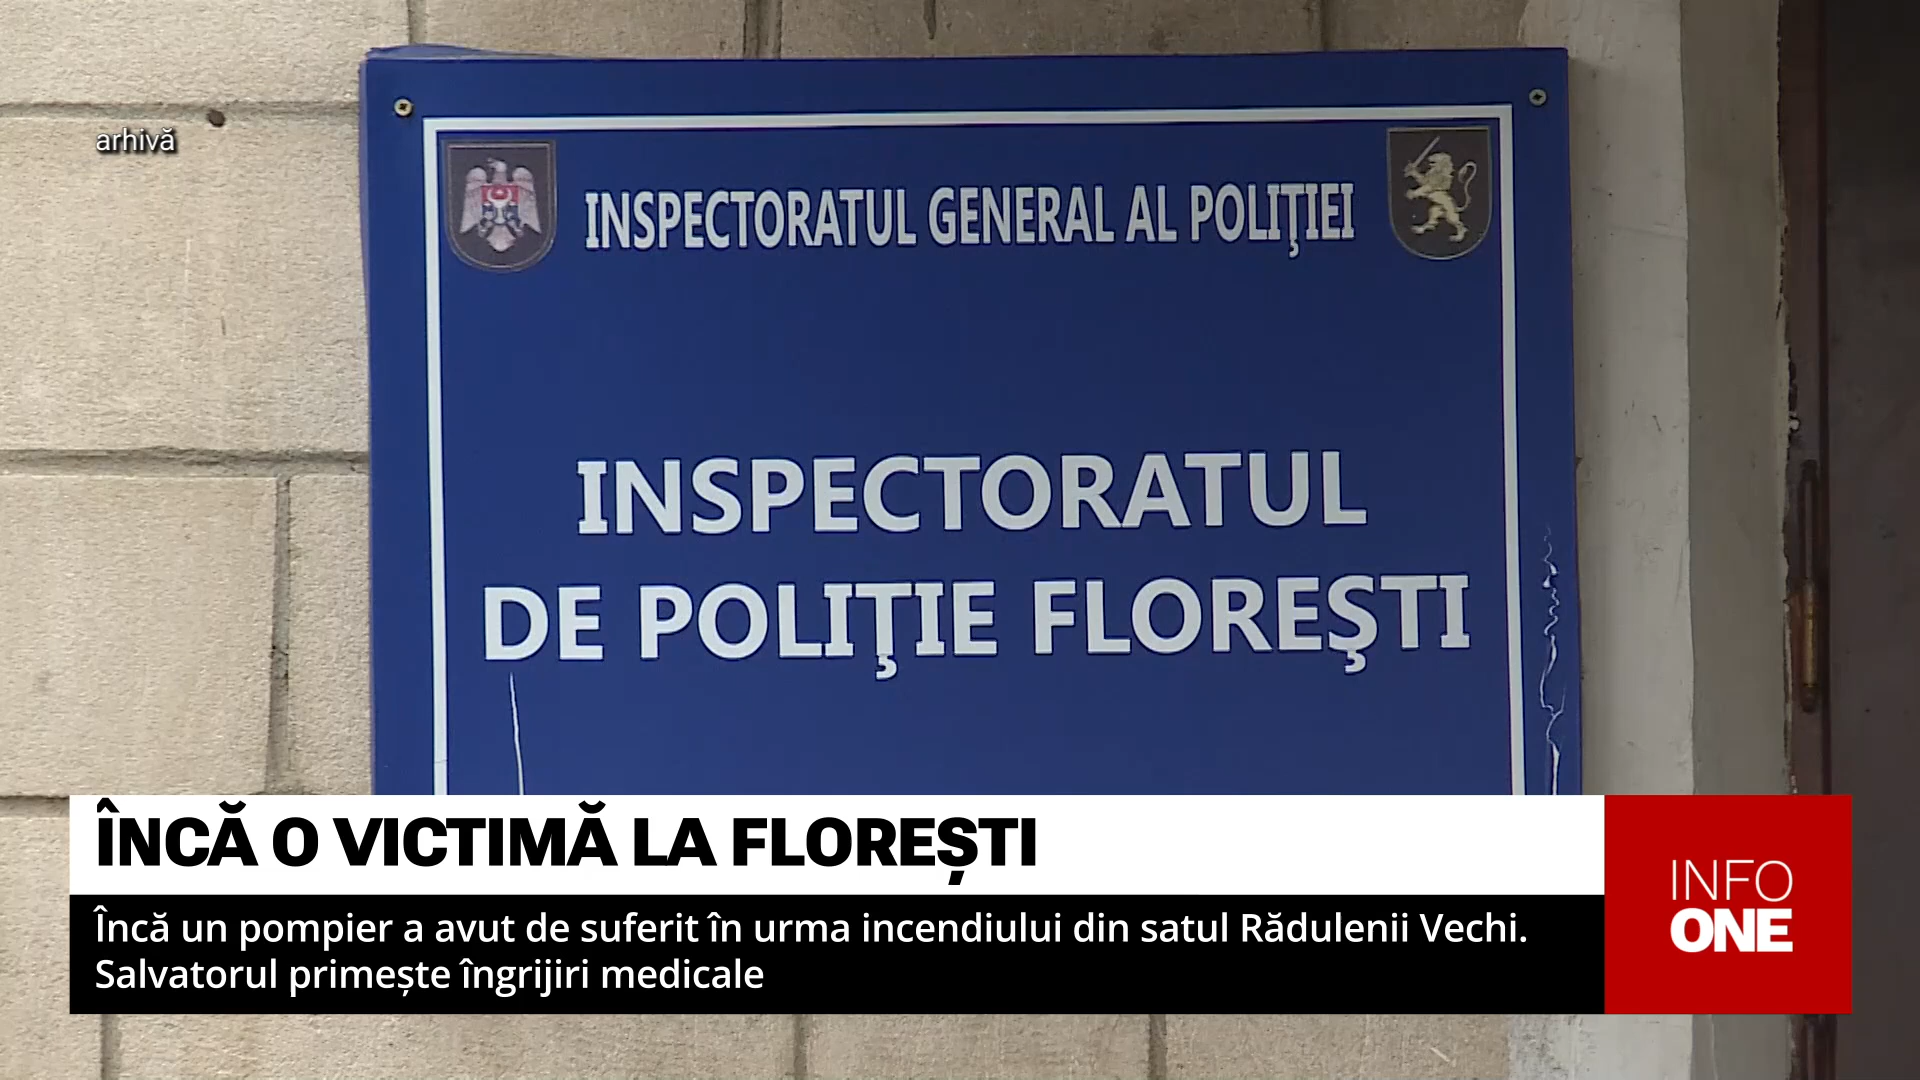 arhivă
INSPECTORATUL GENERAL AL POLIŢIEI
INSPECTORATUL
DE POLIŢIE FLOREŞTI
ÎNCĂ O VICTIMĂ LA FLOREȘTI
Încă un pompier a avut de suferit în urma incendiului din satul Rădulenii Vechi.
Salvatorul primește îngrijiri medicale
INFO
ONE